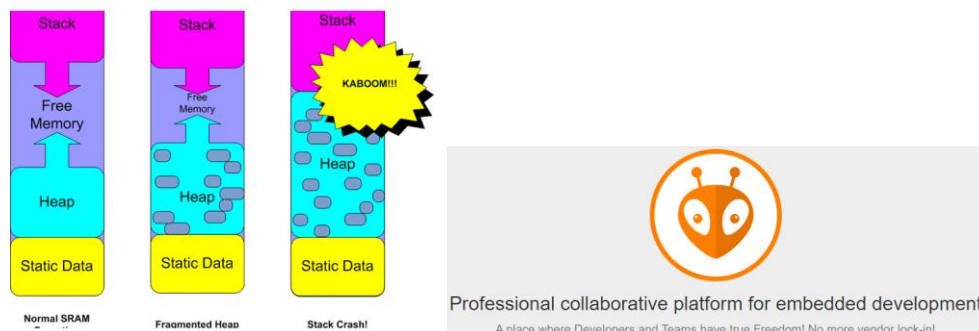 Stack
Free
Memory
Heap
Static Data
Normal SRAM
Stack
Free
Memory
Heap
Static Data
Fragmented Heap
Stack
KABOOM!!!
Heap
Static Data
Stack Crash!
Professional collaborative platform for embedded development
A place where Developers and Teams have true Freedom! No more vendor lock-in!